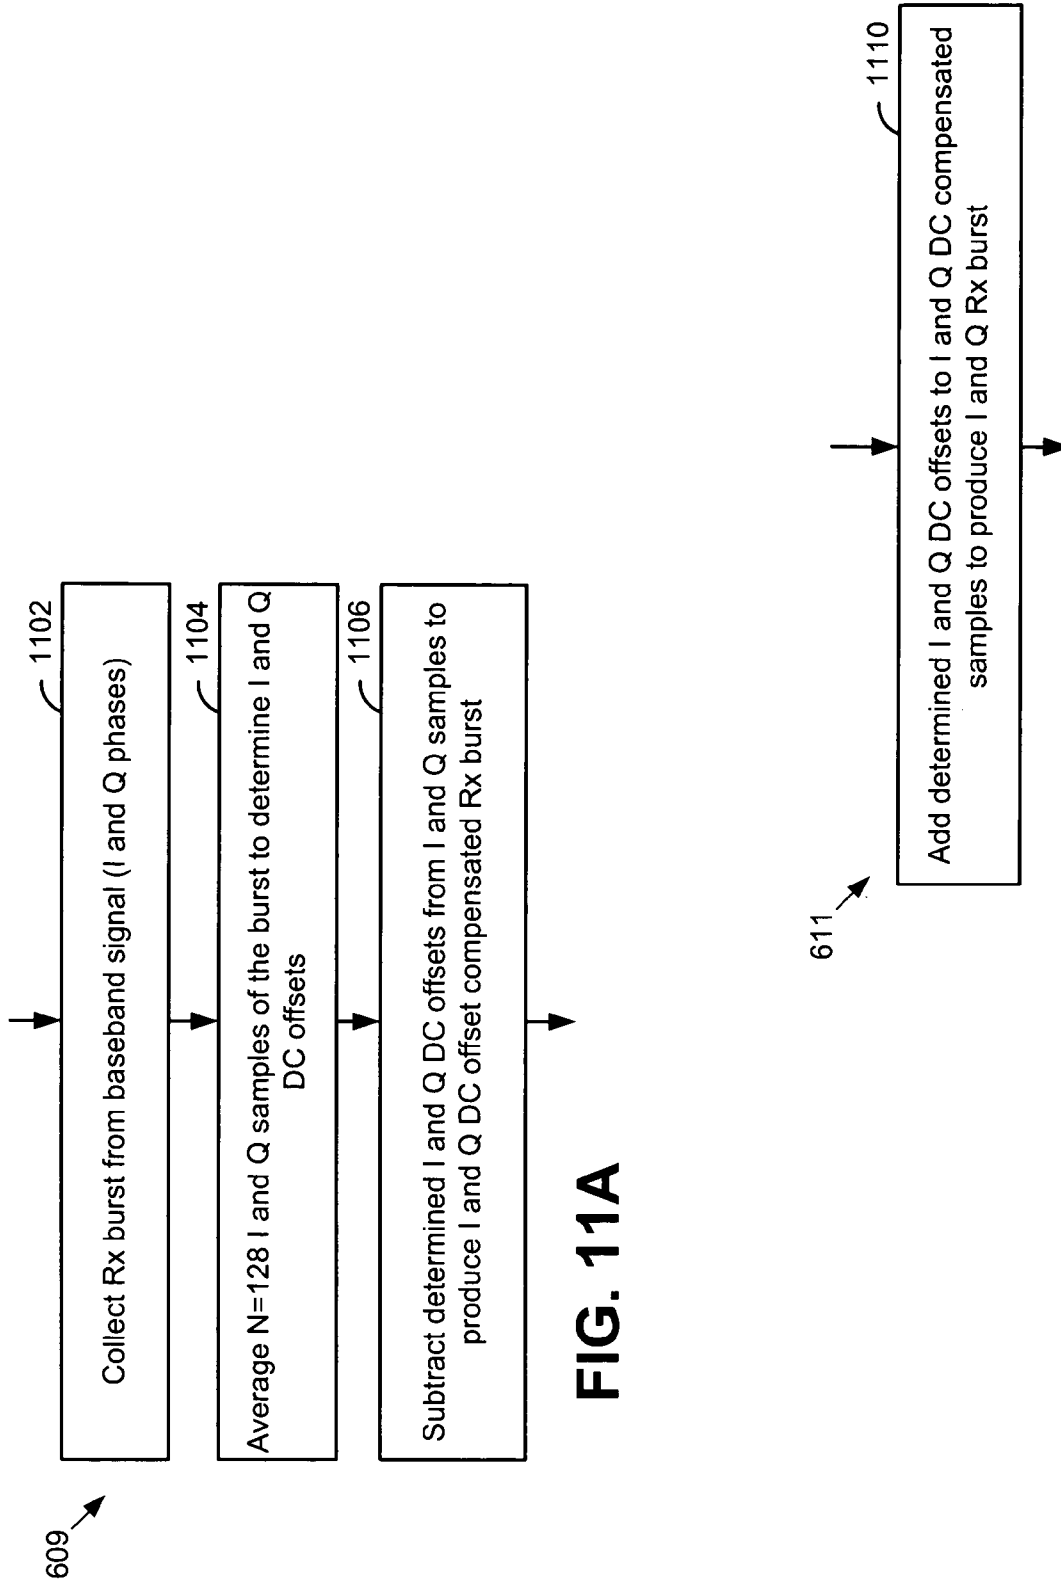 609
1102
Collect Rx burst from baseband signal (I and Q phases)
1104
Average N=128 I and Q samples of the burst to determine I and Q
DC offsets
1106
Subtract determined I and Q DC offsets from I and Q samples to
produce I and Q DC offset compensated Rx burst
FIG. 11A
611
1110
Add determined I and Q DC offsets to I and Q DC compensated
samples to produce I and Q Rx burst